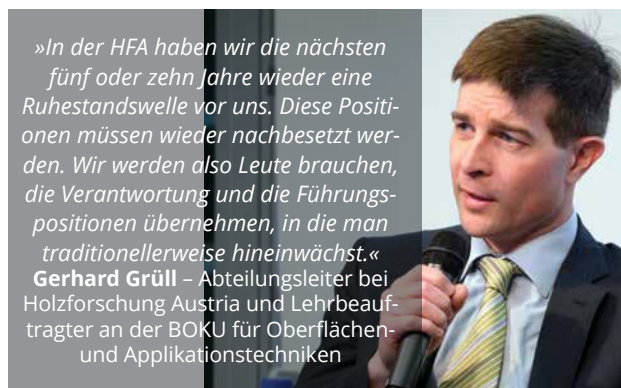 »In der HFA haben wir die nächsten
fünf oder zehn Jahre wieder eine
Ruhestandswelle vor uns. Diese Positi-
onen müssen wieder nachbesetzt wer-
den. Wir werden also Leute brauchen,
die Verantwortung und die Führungs-
positionen übernehmen, in die man
traditionellerweise hineinwächst.«
Gerhard Grüll – Abteilungsleiter bei
Holzforschung Austria und Lehrbeauf-
tragter an der BOKU für Oberflächen-
und Applikationstechniken